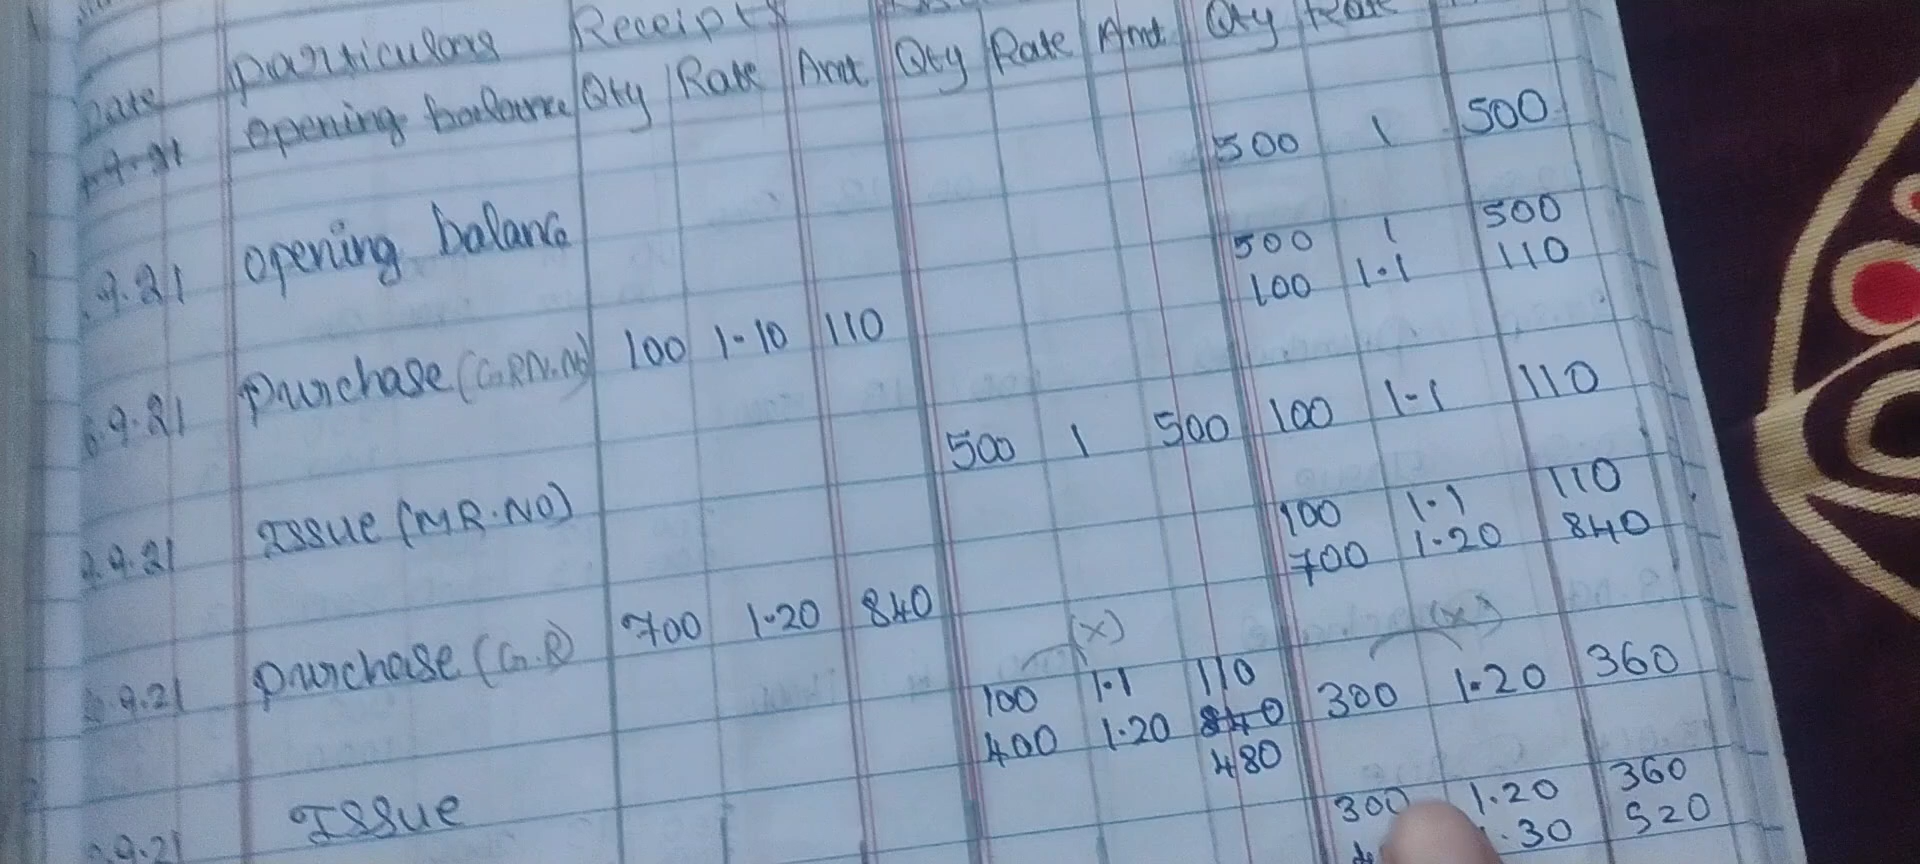 Particulars Receipts
Date Qty Rate Amt Qty Rate Amt Qty Rate
opening balance
500 1 500
9.21 opening balance
500 1 500
100 1.1 110
9.21 Purchase (GRN.NO) 100 1.10 110
500 1 500 100 1.1 110
9.21 Issue (MR.NO)
100 1.1 110
700 1.20 840
9.21 Purchase (G.R) 700 1.20 840
(x) (x)
100 1.1 110 300 1.20 360
400 1.20 840
480
9.21 Issue
300 1.20 360
.30 520